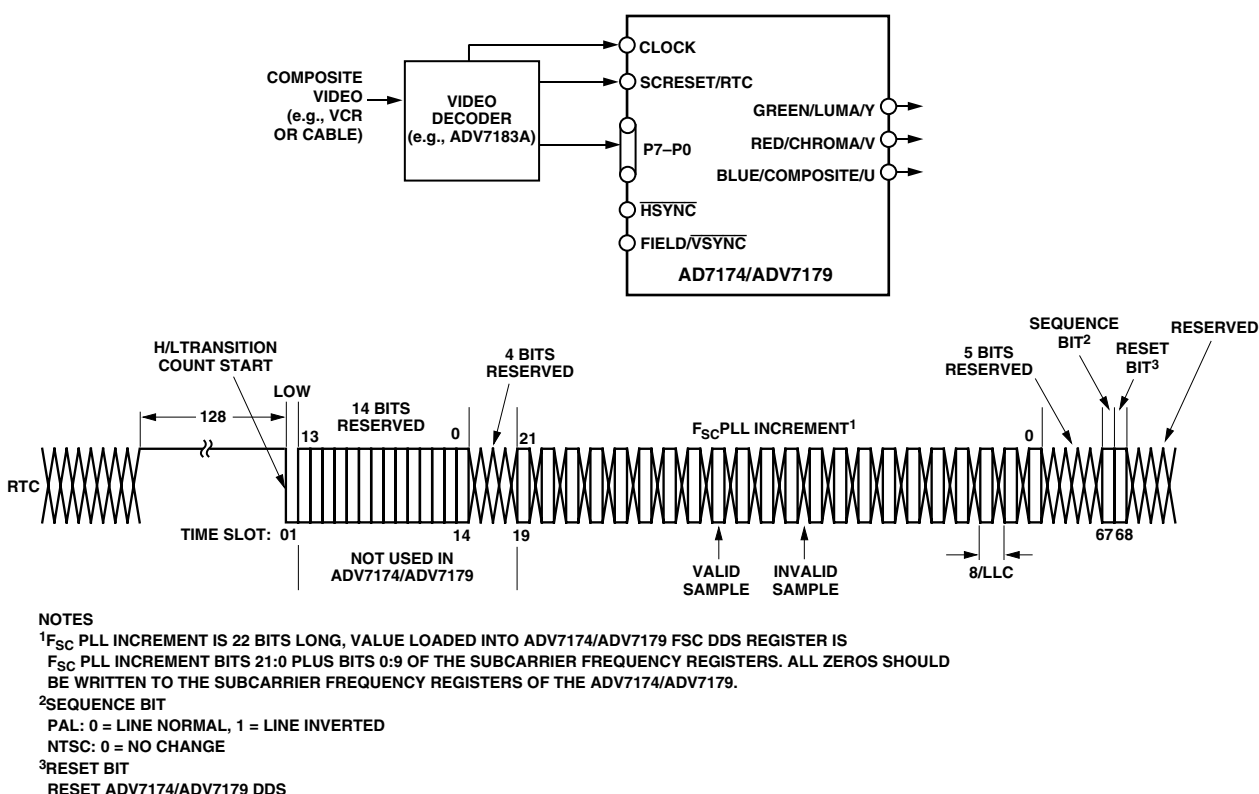 CLOCK
COMPOSITE
VIDEO
(e.g., VCR
OR CABLE)
VIDEO
DECODER
(e.g., ADV7183A)
SCRESET/RTC
P7–P0
HSYNC
FIELD/VSYNC
GREEN/LUMA/Y
RED/CHROMA/V
BLUE/COMPOSITE/U
AD7174/ADV7179
H/LTRANSITION
COUNT START
LOW
128
13
14 BITS
RESERVED
0
4 BITS
RESERVED
21
FSCPLL INCREMENT1
0
5 BITS
RESERVED
SEQUENCE
BIT2
RESET
BIT3
RESERVED
RTC
TIME SLOT: 01
14
19
67 68
NOT USED IN
ADV7174/ADV7179
VALID
SAMPLE
INVALID
SAMPLE
8/LLC
NOTES
1FSC PLL INCREMENT IS 22 BITS LONG, VALUE LOADED INTO ADV7174/ADV7179 FSC DDS REGISTER IS
FSC PLL INCREMENT BITS 21:0 PLUS BITS 0:9 OF THE SUBCARRIER FREQUENCY REGISTERS. ALL ZEROS SHOULD
BE WRITTEN TO THE SUBCARRIER FREQUENCY REGISTERS OF THE ADV7174/ADV7179.
2SEQUENCE BIT
PAL: 0 = LINE NORMAL, 1 = LINE INVERTED
NTSC: 0 = NO CHANGE
3RESET BIT
RESET ADV7174/ADV7179 DDS